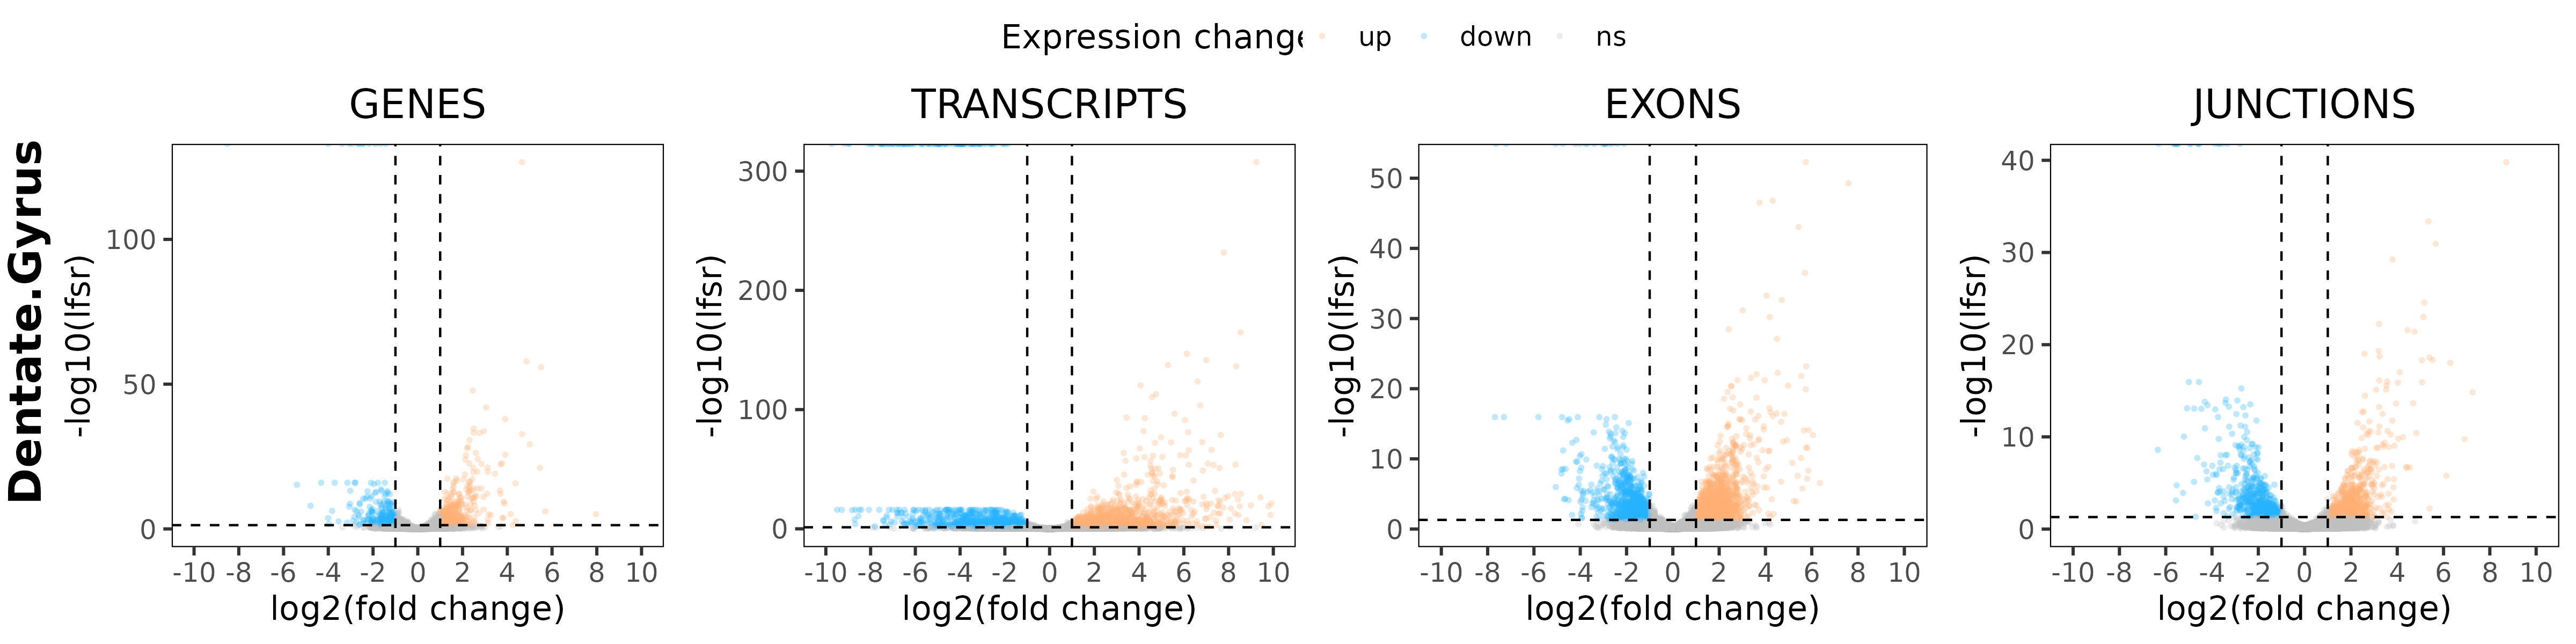 Expression change up down ns
GENES TRANSCRIPTS EXONS JUNCTIONS
Dentate.Gyrus
-log10(lfsr)
100
50
0
-10 -8 -6 -4 -2 0 2 4 6 8 10
log2(fold change)
-log10(lfsr)
300
200
100
0
-10 -8 -6 -4 -2 0 2 4 6 8 10
log2(fold change)
-log10(lfsr)
50
40
30
20
10
0
-10 -8 -6 -4 -2 0 2 4 6 8 10
log2(fold change)
-log10(lfsr)
40
30
20
10
0
-10 -8 -6 -4 -2 0 2 4 6 8 10
log2(fold change)